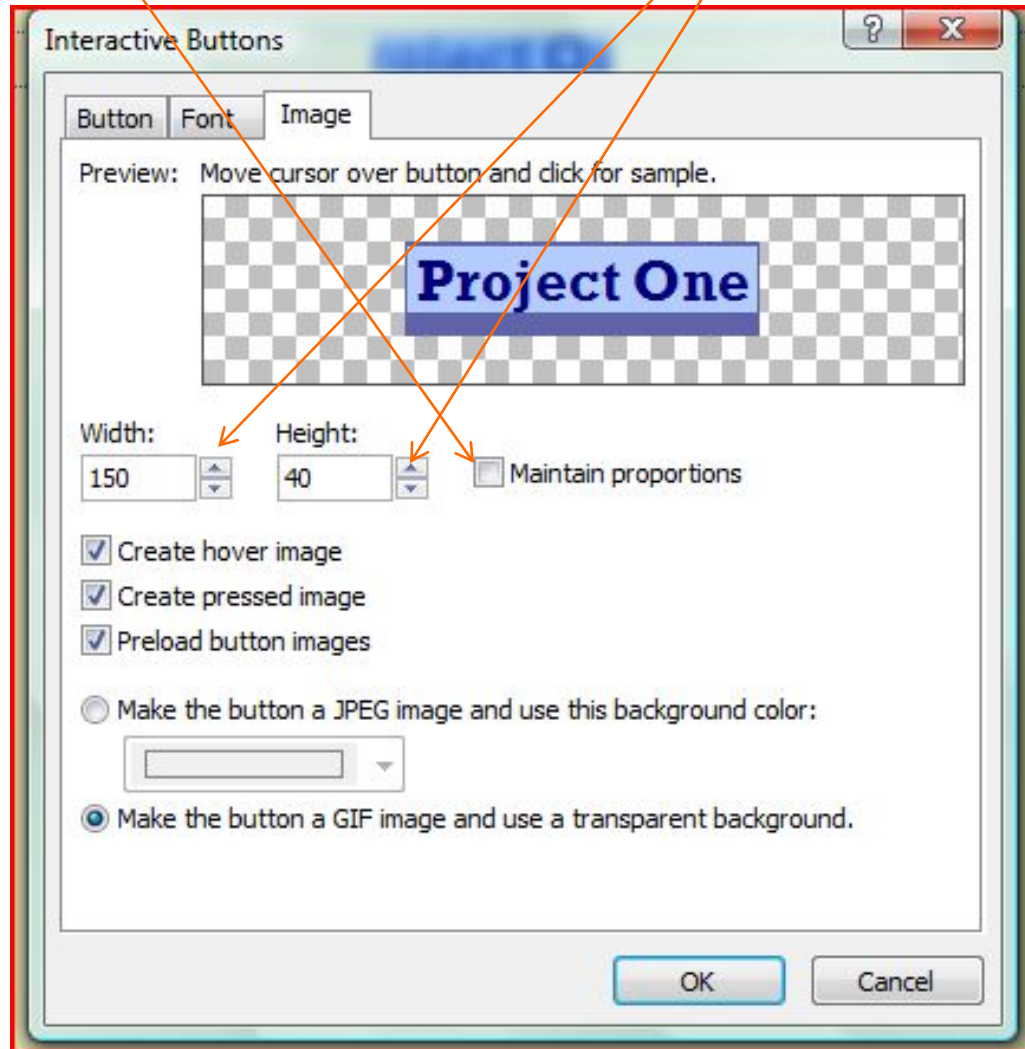 Interactive Buttons
Button Font Image
Preview: Move cursor over button and click for sample.
Project One
Width: Height:
150 40 Maintain proportions
Create hover image
Create pressed image
Preload button images
Make the button a JPEG image and use this background color:
Make the button a GIF image and use a transparent background.
OK Cancel